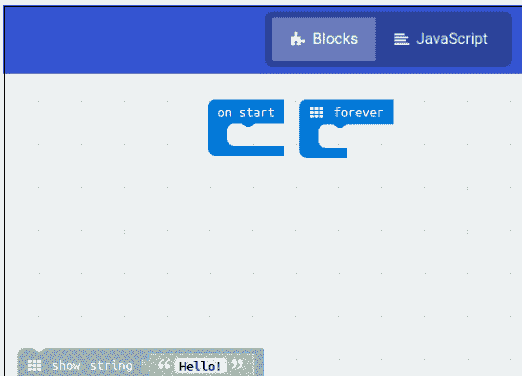 Blocks JavaScript
on start forever
show string “ Hello! ”